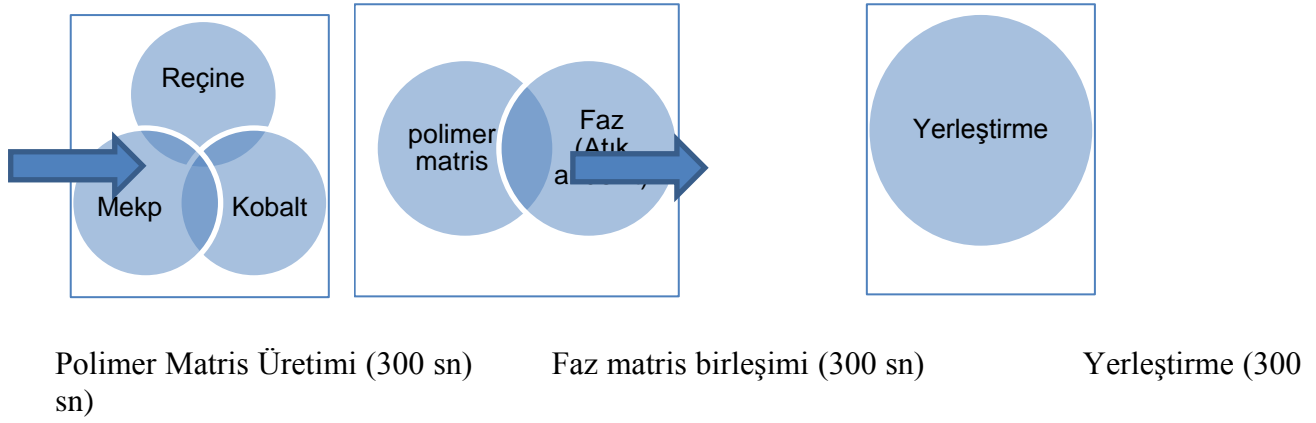 Reçine
Mekp
Kobalt
polimer
matris
Faz
(Atık
Yerleştirme
Polimer Matris Üretimi (300 sn) Faz matris birleşimi (300 sn) Yerleştirme (300
sn)